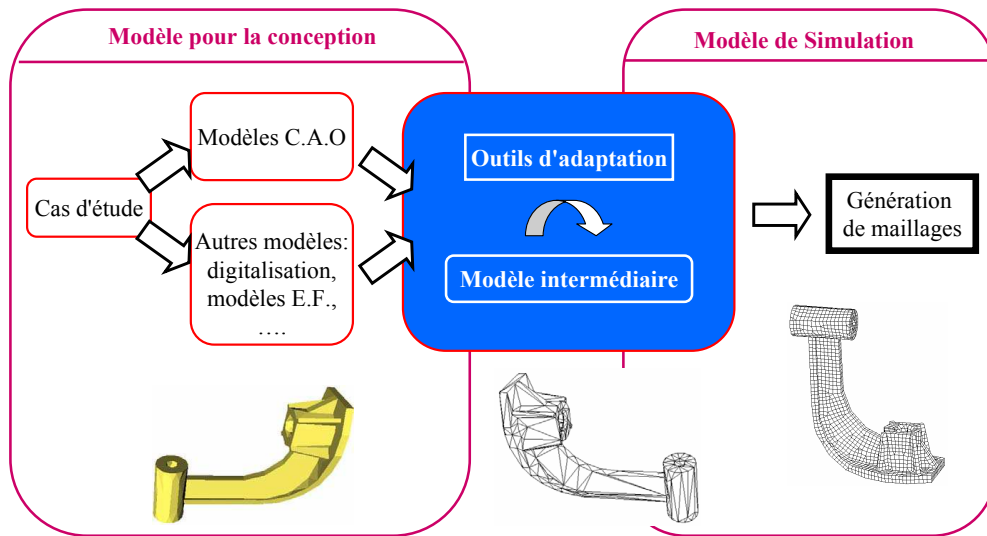 Modèle pour la conception
Modèle de Simulation
Modèles C.A.O
Outils d'adaptation
Cas d'étude
Génération
de maillages
Autres modèles:
digitalisation,
modèles E.F.,
....
Modèle intermédiaire